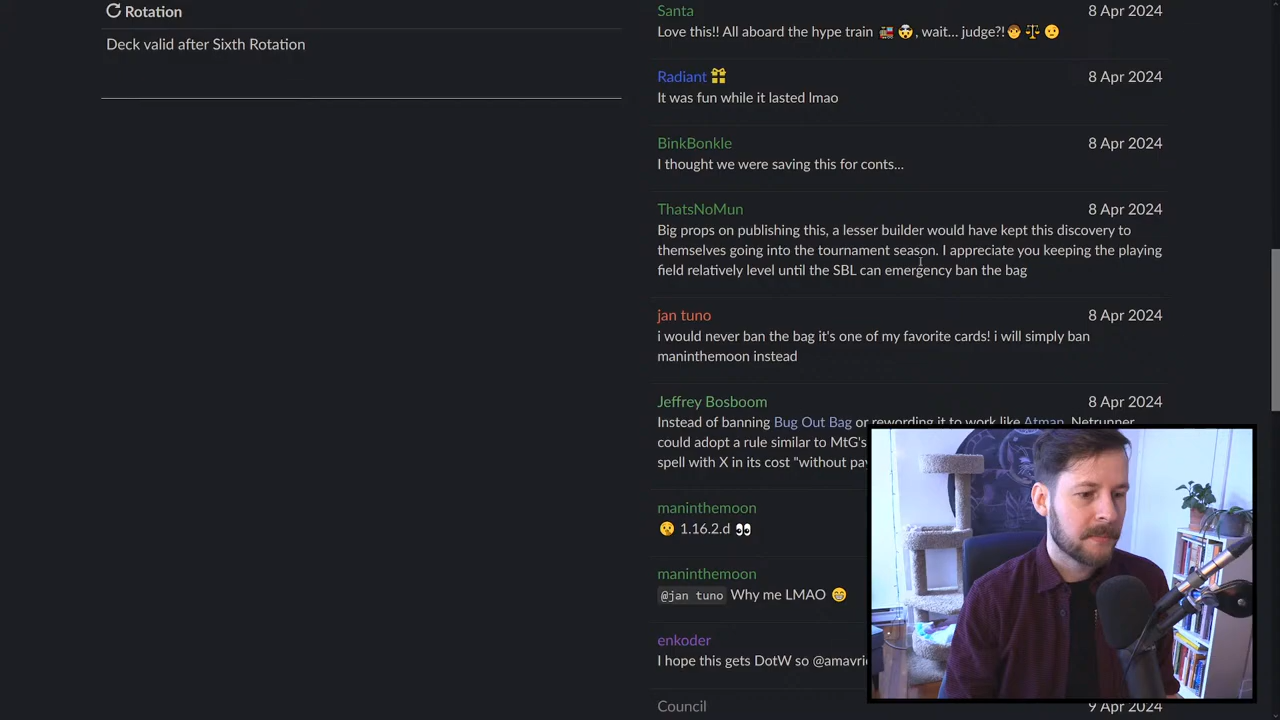 Rotation
Deck valid after Sixth Rotation
Santa 8 Apr 2024
Love this!! All aboard the hype train 🚂 🤯, wait... judge?!🤦 ⚖️ 🤨
Radiant 8 Apr 2024
It was fun while it lasted lmao
BinkBonkle 8 Apr 2024
I thought we were saving this for conts...
ThatsNoMun 8 Apr 2024
Big props on publishing this, a lesser builder would have kept this discovery to
themselves going into the tournament season. I appreciate you keeping the playing
field relatively level until the SBL can emergency ban the bag
jan tuno 8 Apr 2024
i would never ban the bag it's one of my favorite cards! i will simply ban
maninthemoon instead
Jeffrey Bosboom 8 Apr 2024
Instead of banning Bug Out Bag or rewording it to work like Atman, Netrunner
could adopt a rule similar to MtG's
spell with X in its cost "without
maninthemoon
😘 1.16.2.d 👀
maninthemoon
@jan tuno Why me LMAO 😁
enkoder
I hope this gets DotW so
Council 9 Apr 2024